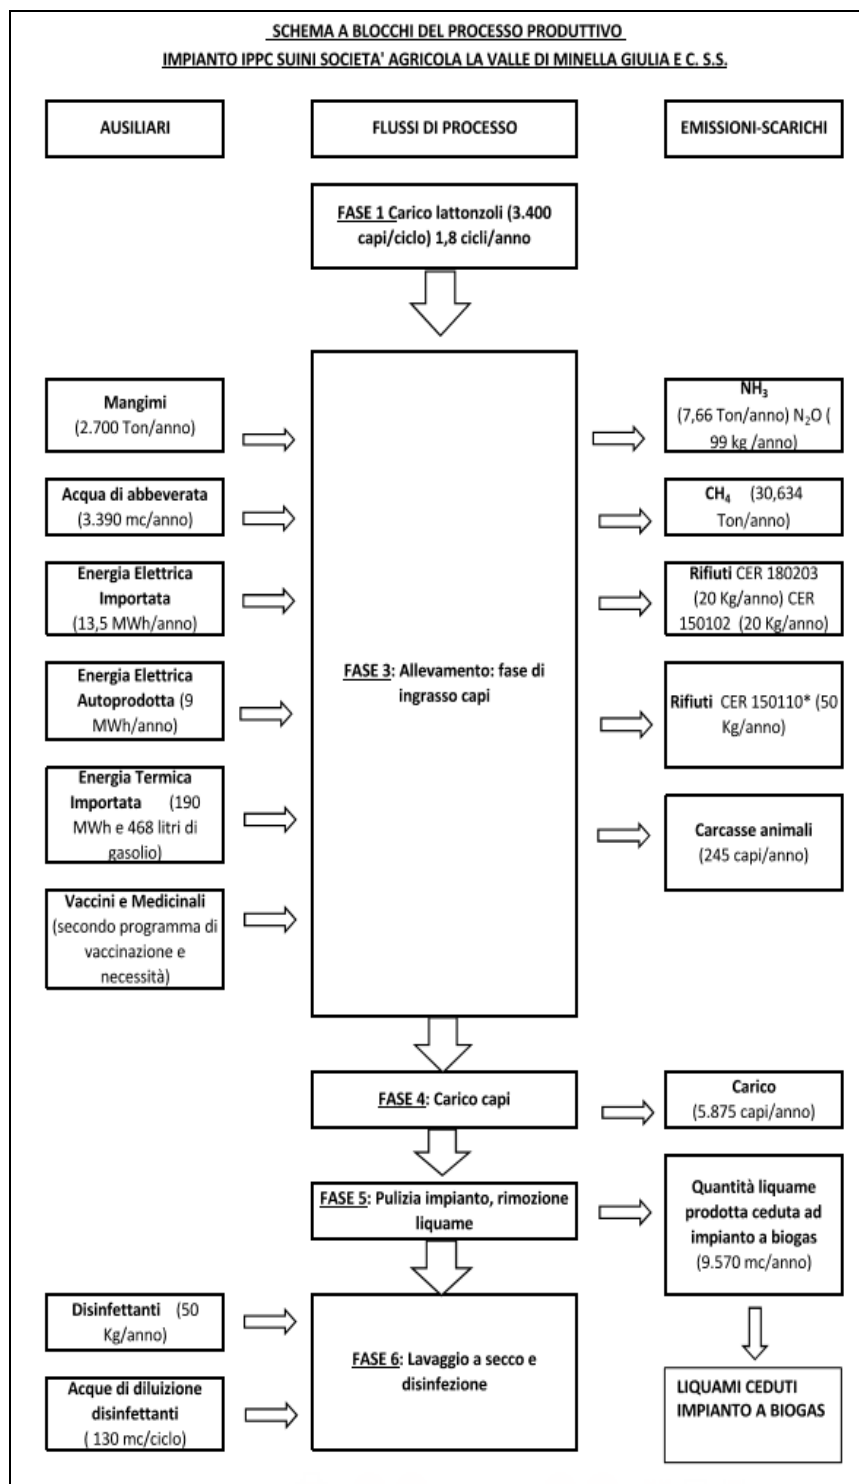 SCHEMA A BLOCCHI DEL PROCESSO PRODUTTIVO
IMPIANTO IPPC SUINI SOCIETA' AGRICOLA LA VALLE DI MINELLA GIULIA E C. S.S.
AUSILIARI
FLUSSI DI PROCESSO
EMISSIONI-SCARICHI
FASE 1 Carico lattonzoli (3.400
capi/ciclo) 1,8 cicli/anno
Mangimi
(2.700 Ton/anno)
Acqua di abbeverata
(3.390 mc/anno)
Energia Elettrica
Importata
(13,5 MWh/anno)
Energia Elettrica
Autoprodotta (9
MWh/anno)
Energia Termica
Importata (190
MWh e 468 litri di
gasolio)
Vaccini e Medicinali
(secondo programma di
vaccinazione e
necessità)
FASE 3: Allevamento: fase di
ingrasso capi
NH₃
(7,66 Ton/anno) N₂O (
99 kg /anno)
CH₄ (30,634
Ton/anno)
Rifiuti CER 180203
(20 Kg/anno) CER
150102 (20 Kg/anno)
Rifiuti CER 150110* (50
Kg/anno)
Carcasse animali
(245 capi/anno)
FASE 4: Carico capi
Carico
(5.875 capi/anno)
FASE 5: Pulizia impianto, rimozione
liquame
Quantità liquame
prodotta ceduta ad
impianto a biogas
(9.570 mc/anno)
Disinfettanti (50
Kg/anno)
Acque di diluizione
disinfettanti
( 130 mc/ciclo)
FASE 6: Lavaggio a secco e
disinfezione
LIQUAMI CEDUTI
IMPIANTO A BIOGAS